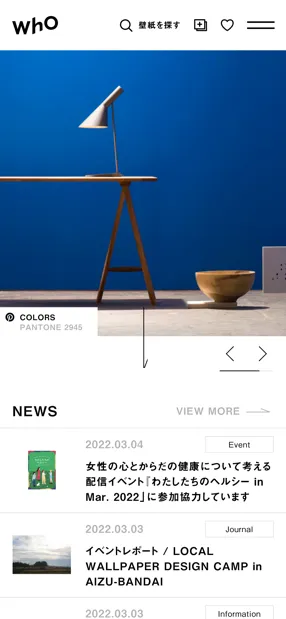 whO
壁紙を探す
COLORS
PANTONE 2945
NEWS
VIEW MORE
2022.03.04
Event
女性の心とからだの健康について考える
配信イベント『わたしたちのヘルシー in
Mar. 2022』に参加協力しています
2022.03.03
Journal
イベントレポート / LOCAL
WALLPAPER DESIGN CAMP in
AIZU-BANDAI
2022.03.03
Information